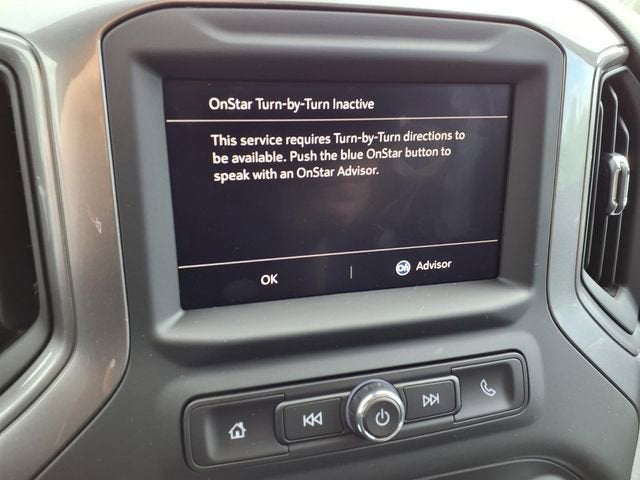 OnStar Turn-by-Turn Inactive
This service requires Turn-by-Turn directions to
be available. Push the blue OnStar button to
speak with an OnStar Advisor.
OK | Advisor